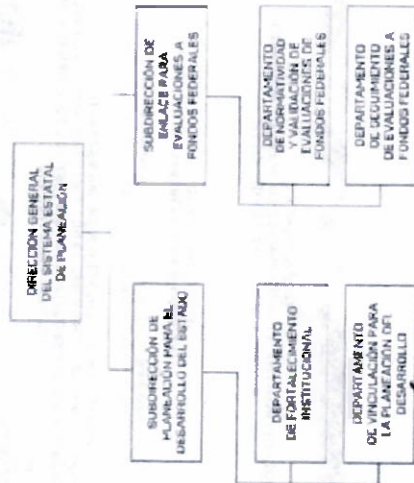 DIRECCIÓN GENERAL
DEL SISTEMA ESTATAL
DE PLANEACIÓN
SUBDIRECCIÓN DE
PLANEACIÓN PARA EL
DESARROLLO DEL ESTADO
DEPARTAMENTO
DE FORTALECIMIENTO
INSTITUCIONAL
DEPARTAMENTO
DE VINCULACIÓN PARA
LA PLANEACIÓN DEL
DESARROLLO
SUBDIRECCIÓN DE
ENLACE PARA
EVALUACIONES A
FONDOS FEDERALES
DEPARTAMENTO
DE NORMATIVIDAD
Y VALIDACIÓN DE
EVALUACIONES DE
FONDOS FEDERALES
DEPARTAMENTO
DE SEGUIMIENTO
DE EVALUACIONES A
FONDOS FEDERALES